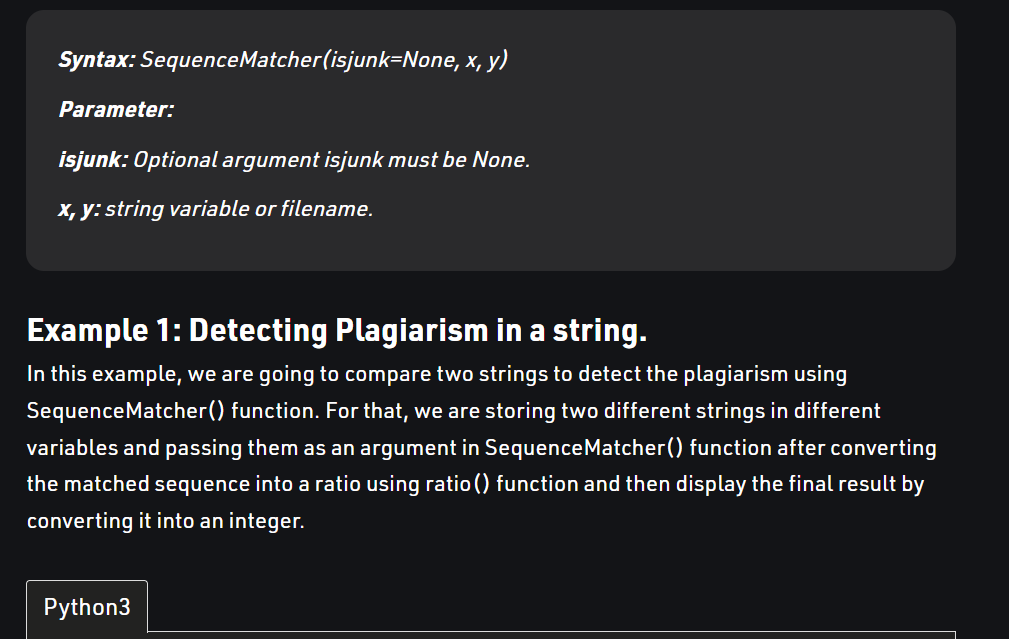 Syntax: SequenceMatcher(isjunk=None, x, y)
Parameter:
isjunk: Optional argument isjunk must be None.
x, y: string variable or filename.
Example 1: Detecting Plagiarism in a string.
In this example, we are going to compare two strings to detect the plagiarism using
SequenceMatcher() function. For that, we are storing two different strings in different
variables and passing them as an argument in SequenceMatcher() function after converting
the matched sequence into a ratio using ratio() function and then display the final result by
converting it into an integer.
Python3